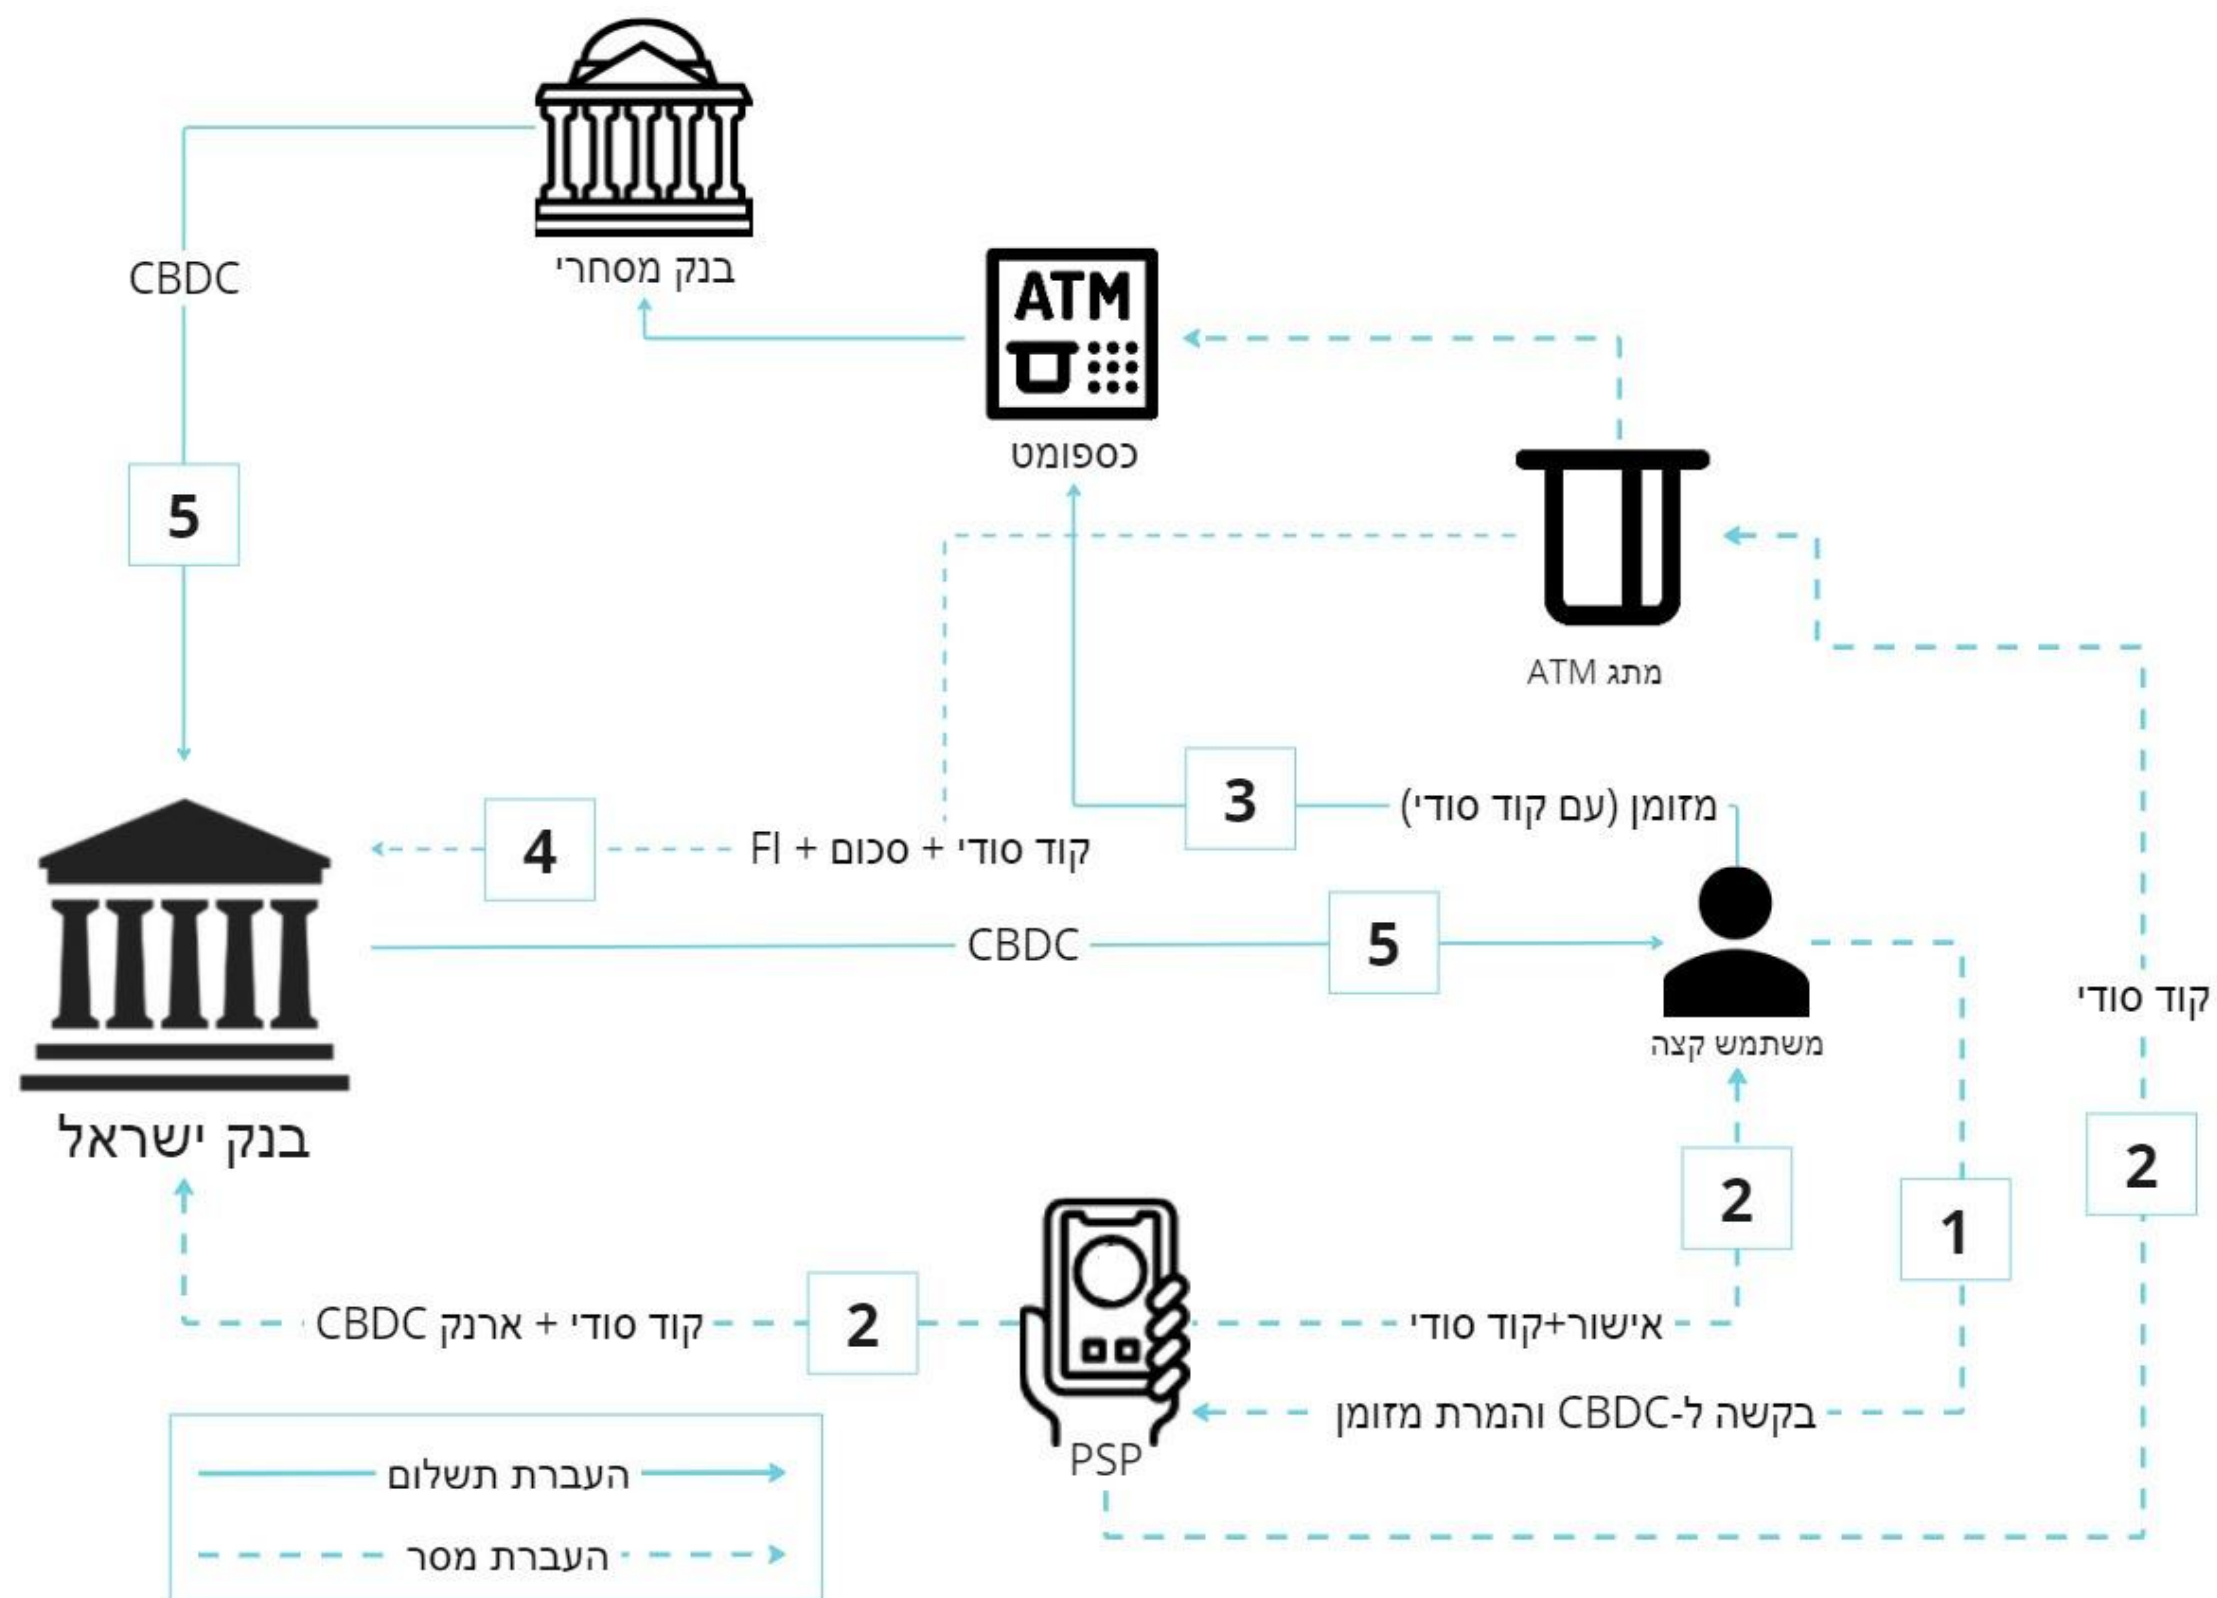 בנק מסחרי
CBDC
ATM
כספומט
5
מתג ATM
3
מזומן (עם קוד סודי)
4
קוד סודי + סכום + FI
CBDC
5
קוד סודי
משתמש קצה
בנק ישראל
2
2
1
קוד סודי + ארנק CBDC
2
אישור+קוד סודי
בקשה ל-CBDC והמרת מזומן
PSP
העברת תשלום
העברת מסר